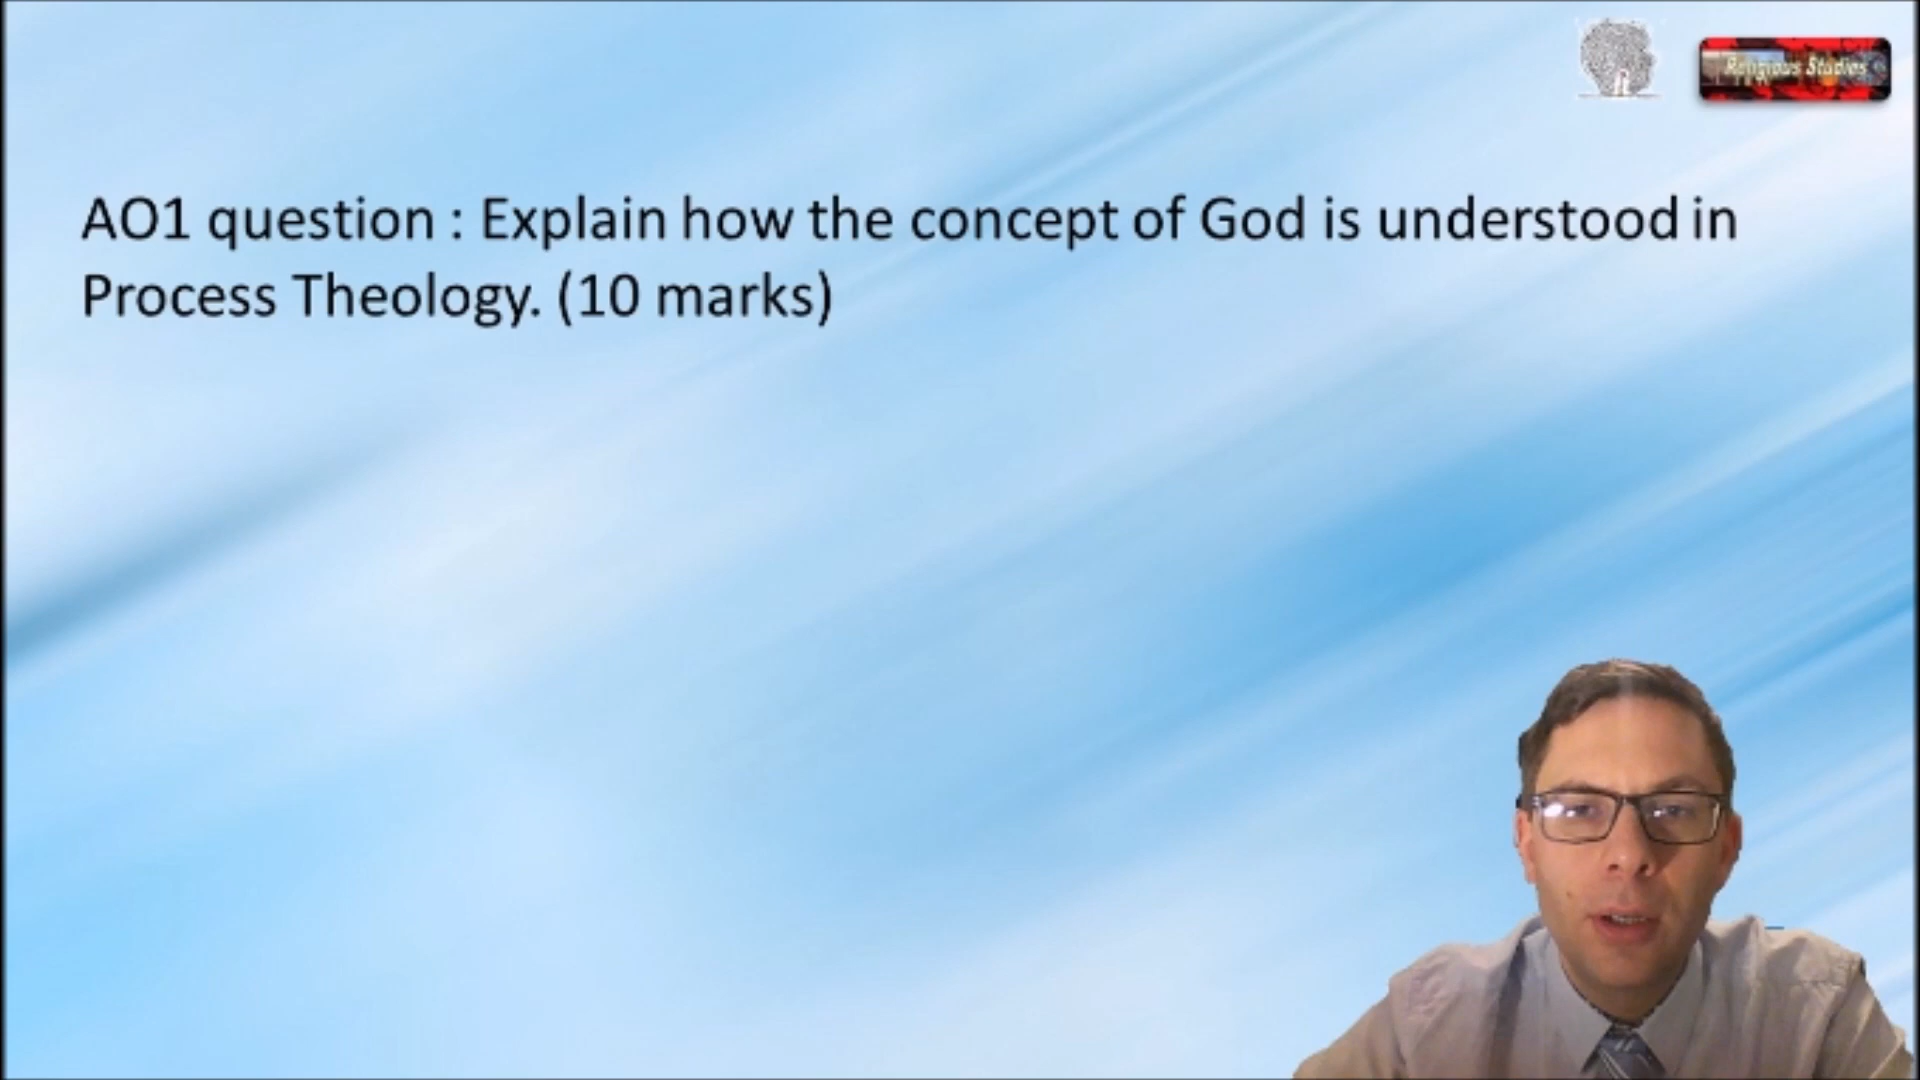 Religious Studies
AO1 question : Explain how the concept of God is understood in
Process Theology. (10 marks)